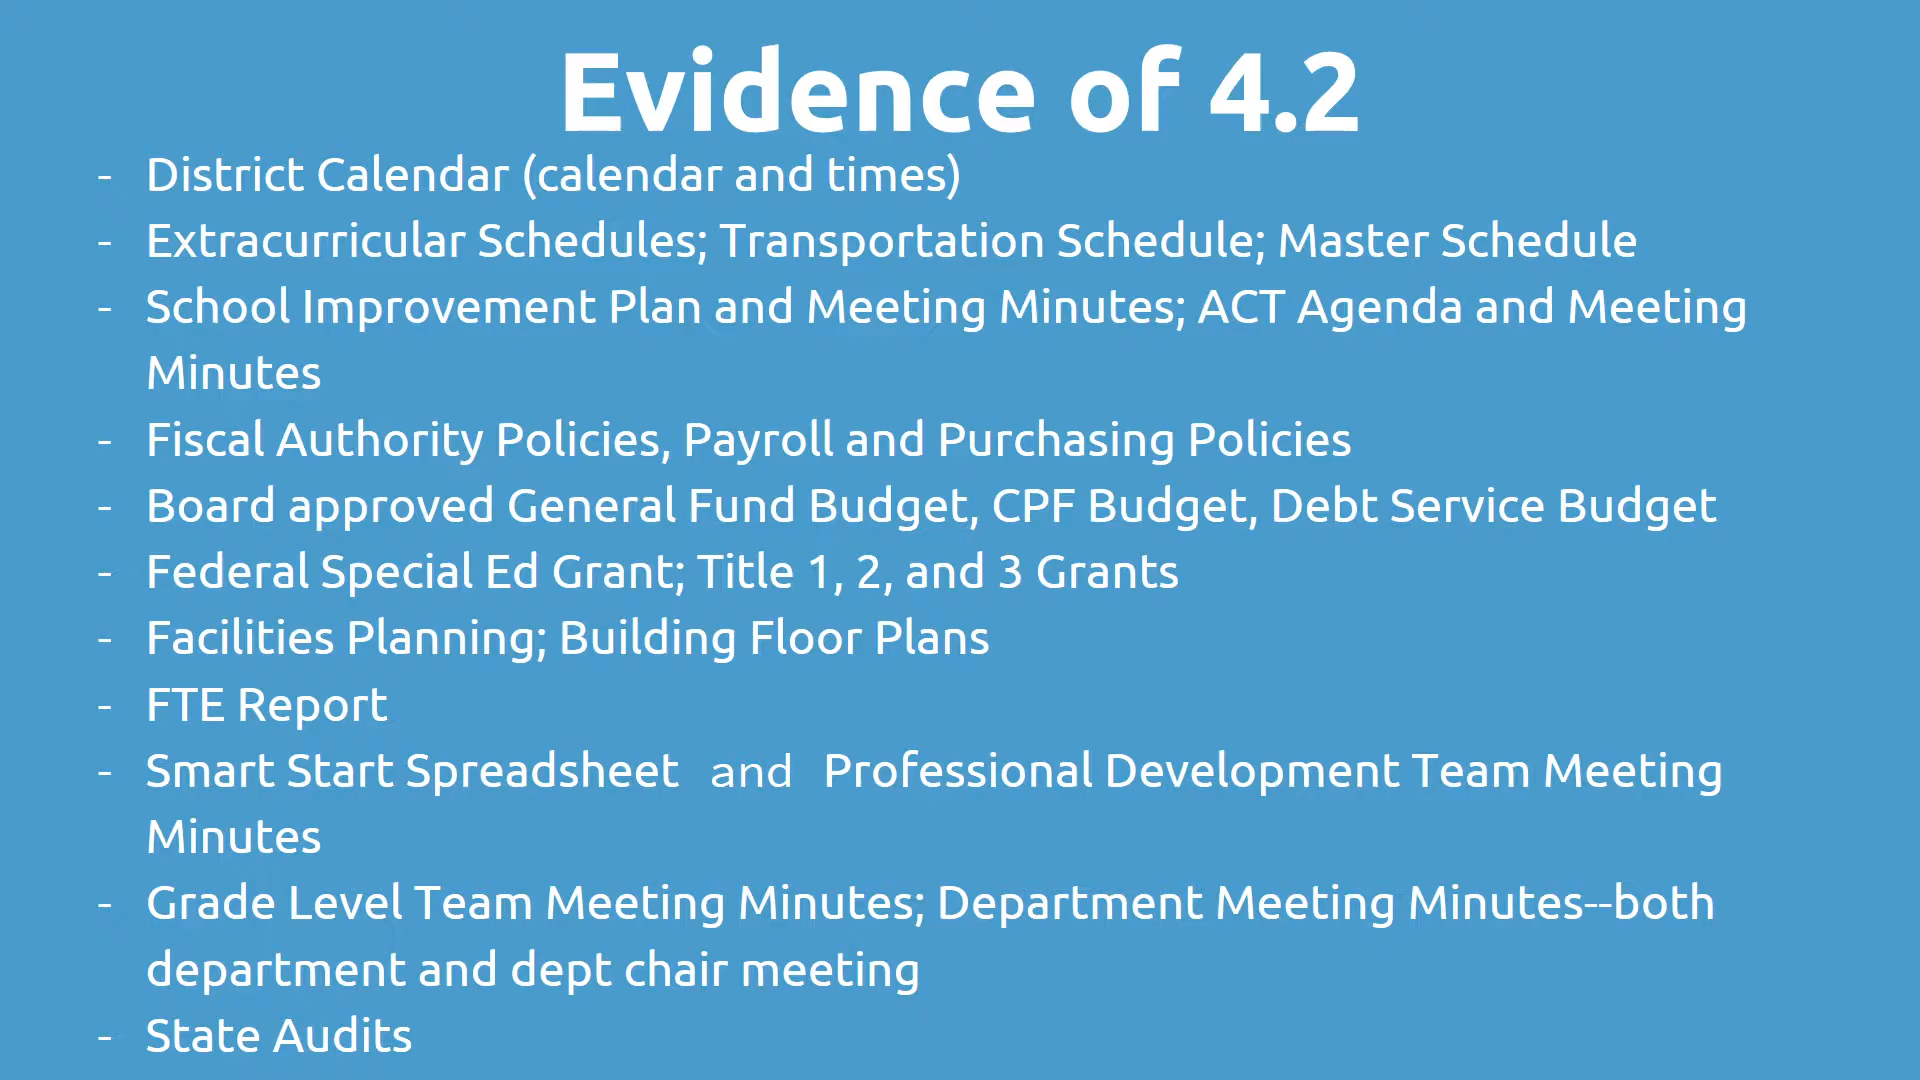 Evidence of 4.2
- District Calendar (calendar and times)
- Extracurricular Schedules; Transportation Schedule; Master Schedule
- School Improvement Plan and Meeting Minutes; ACT Agenda and Meeting
Minutes
- Fiscal Authority Policies, Payroll and Purchasing Policies
- Board approved General Fund Budget, CPF Budget, Debt Service Budget
- Federal Special Ed Grant; Title 1, 2, and 3 Grants
- Facilities Planning; Building Floor Plans
- FTE Report
- Smart Start Spreadsheet and Professional Development Team Meeting
Minutes
- Grade Level Team Meeting Minutes; Department Meeting Minutes--both
department and dept chair meeting
- State Audits